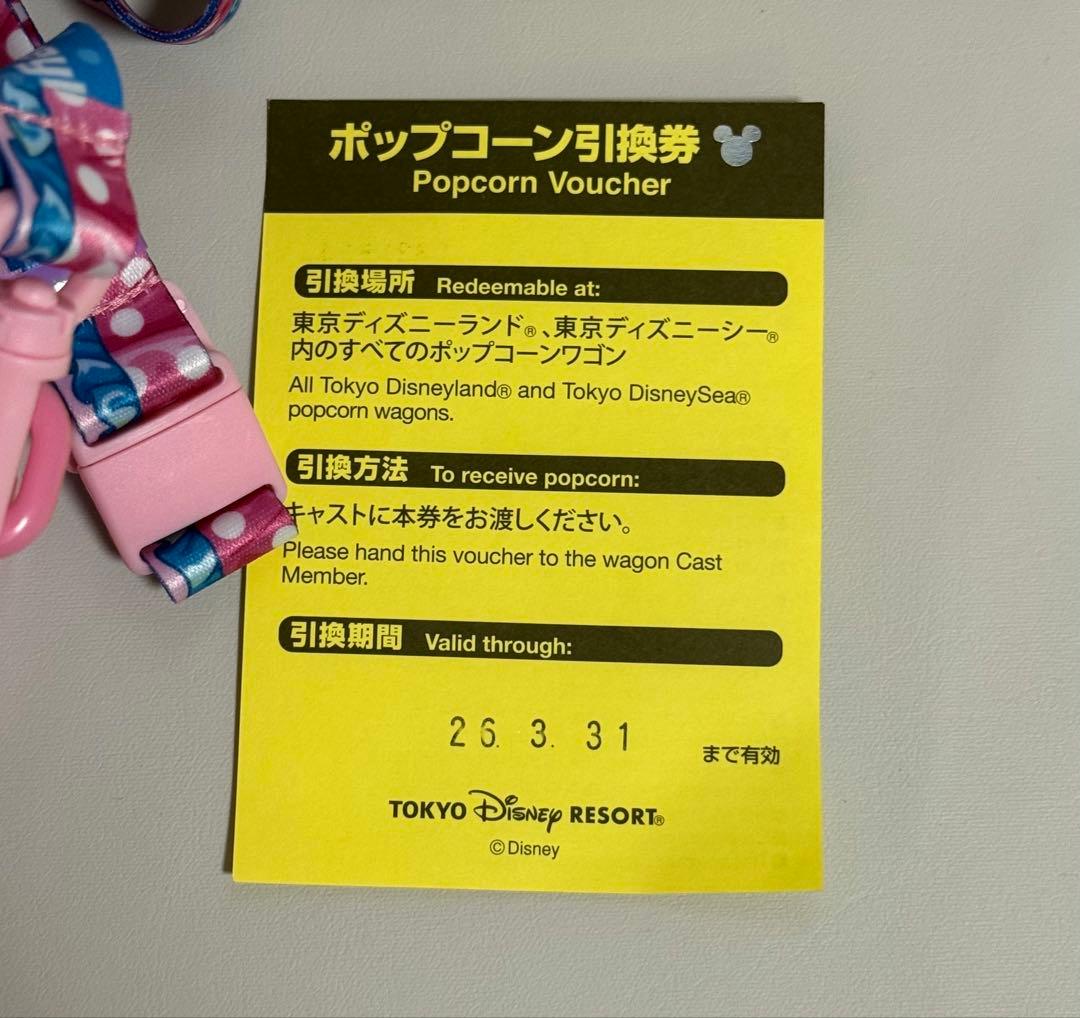 ポップコーン引換券
Popcorn Voucher
引換場所 Redeemable at:
東京ディズニーランド®、東京ディズニーシー®
内のすべてのポップコーンワゴン
All Tokyo Disneyland® and Tokyo DisneySea®
popcorn wagons.
引換方法 To receive popcorn:
キャストに本券をお渡しください。
Please hand this voucher to the wagon Cast
Member.
引換期間 Valid through:
26. 3. 31
まで有効
TOKYO Disney RESORT®
©Disney